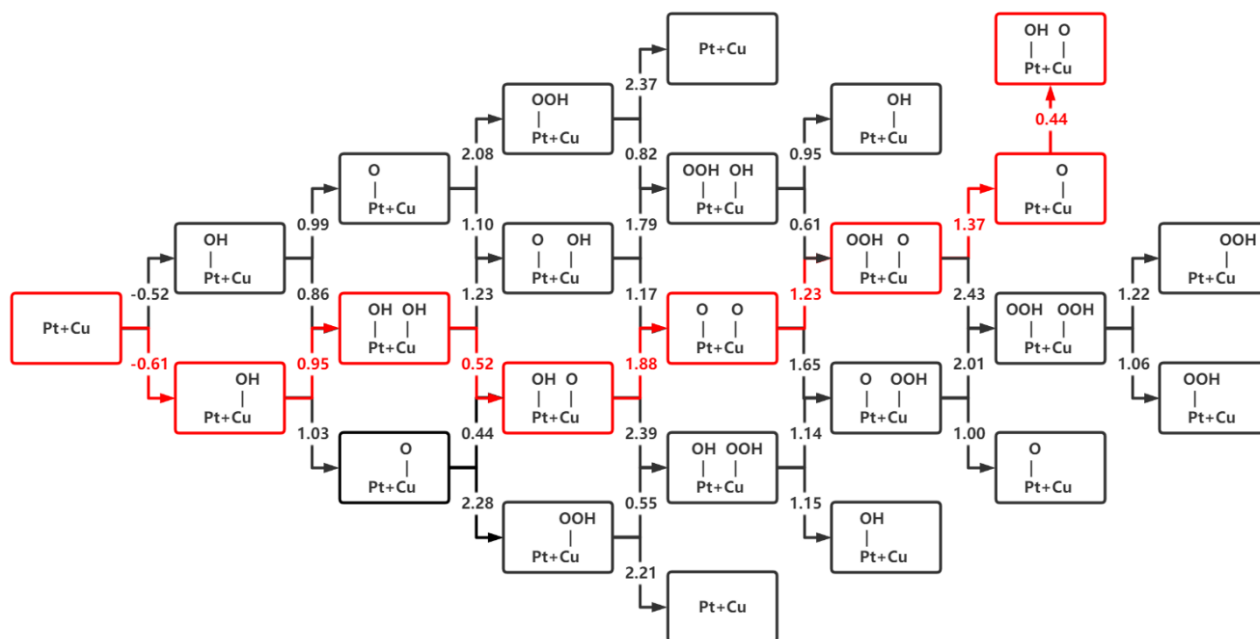 Pt+Cu
OH O
Pt+Cu
2.37
0.44
OOH
Pt+Cu
OH
Pt+Cu
2.08
0.82
0.95
O
Pt+Cu
OOH OH
Pt+Cu
O
Pt+Cu
0.99
1.10
1.79
0.61
1.37
OH
Pt+Cu
O OH
Pt+Cu
OOH O
Pt+Cu
OOH
Pt+Cu
-0.52
0.86
1.23
1.17
1.23
2.43
1.22
Pt+Cu
OH OH
Pt+Cu
O O
Pt+Cu
OOH OOH
Pt+Cu
-0.61
0.95
0.52
1.88
1.65
2.01
1.06
OH
Pt+Cu
OH O
Pt+Cu
O OOH
Pt+Cu
OOH
Pt+Cu
1.03
0.44
2.39
1.14
1.00
O
Pt+Cu
OH OOH
Pt+Cu
O
Pt+Cu
2.28
0.55
1.15
OOH
Pt+Cu
OH
Pt+Cu
2.21
Pt+Cu